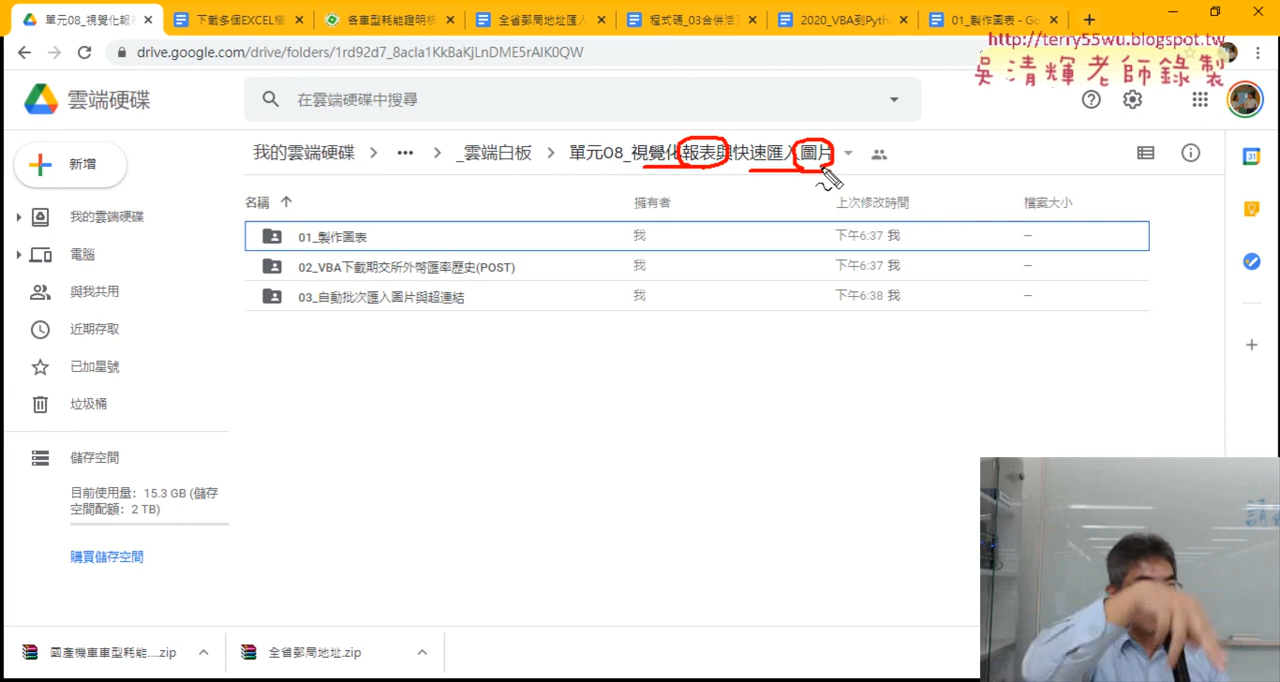 單元08_視覺化報
下載多個EXCEL檔
各車型耗能證明核
全省郵局地址匯入
程式碼_03合併活
2020_VBA到Pyth
01_製作圖表 - Go
drive.google.com/drive/folders/1rd92d7_8acla1KkBaKjLnDME5rAIK0QW
http://terry55wu.blogspot.tw
吳清輝老師錄製
雲端硬碟
在雲端硬碟中搜尋
新增
我的雲端硬碟 > ••• > _雲端白板 > 單元08_視覺化報表與快速匯入圖片
名稱 擁有者 上次修改時間 檔案大小
01_製作圖表 我 下午6:37 我 –
02_VBA下載期交所外幣匯率歷史(POST) 我 下午6:37 我 –
03_自動批次匯入圖片與超連結 我 下午6:38 我 –
我的雲端硬碟
電腦
與我共用
近期存取
已加星號
垃圾桶
儲存空間
目前使用量：15.3 GB (儲存
空間配額：2 TB)
購買儲存空間
31
國產機車車型耗能....zip
全省郵局地址.zip
請